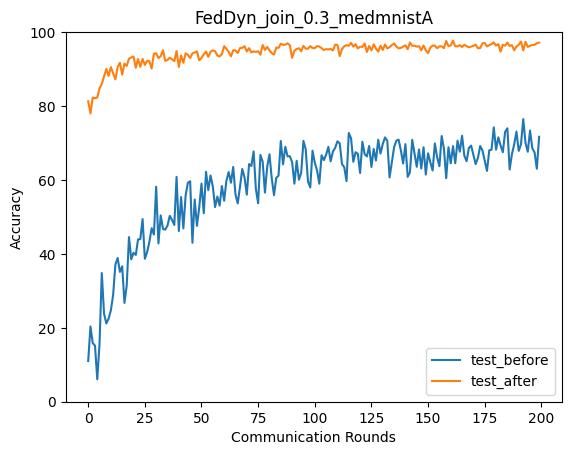 FedDyn_join_0.3_medmnistA
Accuracy
100
80
60
40
20
0
0 25 50 75 100 125 150 175 200
Communication Rounds
test_before
test_after